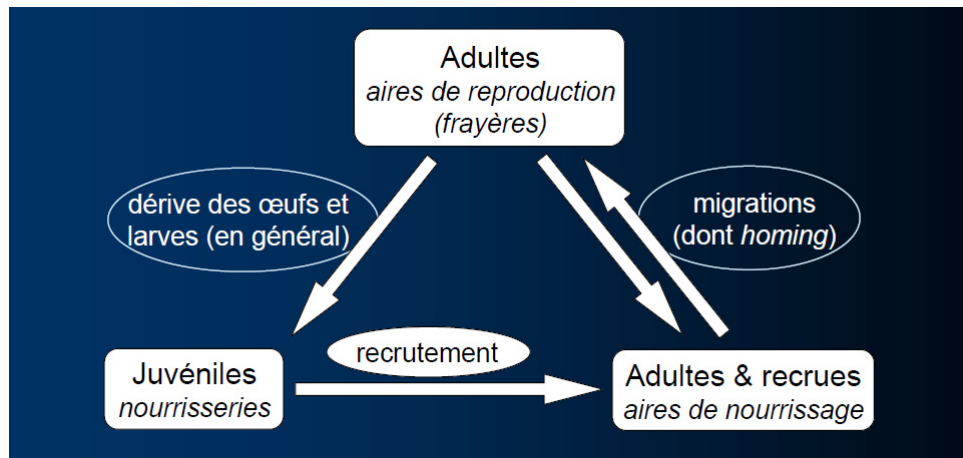 Adultes
aires de reproduction
(frayères)
dérive des œufs et
larves (en général)
migrations
(dont homing)
recrutement
Juvéniles
nourrisseries
Adultes & recrues
aires de nourrissage